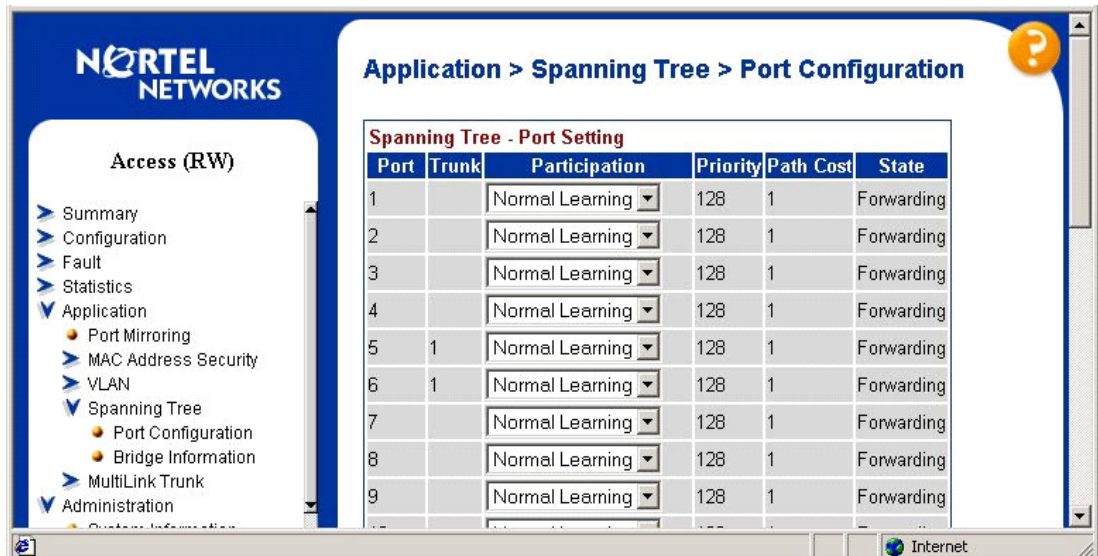 NORTEL
NETWORKS
Application > Spanning Tree > Port Configuration
?
Access (RW)
Summary
Configuration
Fault
Statistics
Application
Port Mirroring
MAC Address Security
VLAN
Spanning Tree
Port Configuration
Bridge Information
MultiLink Trunk
Administration
System Information
Spanning Tree - Port Setting
Port Trunk Participation Priority Path Cost State
1 Normal Learning 128 1 Forwarding
2 Normal Learning 128 1 Forwarding
3 Normal Learning 128 1 Forwarding
4 Normal Learning 128 1 Forwarding
5 1 Normal Learning 128 1 Forwarding
6 1 Normal Learning 128 1 Forwarding
7 Normal Learning 128 1 Forwarding
8 Normal Learning 128 1 Forwarding
9 Normal Learning 128 1 Forwarding
Internet